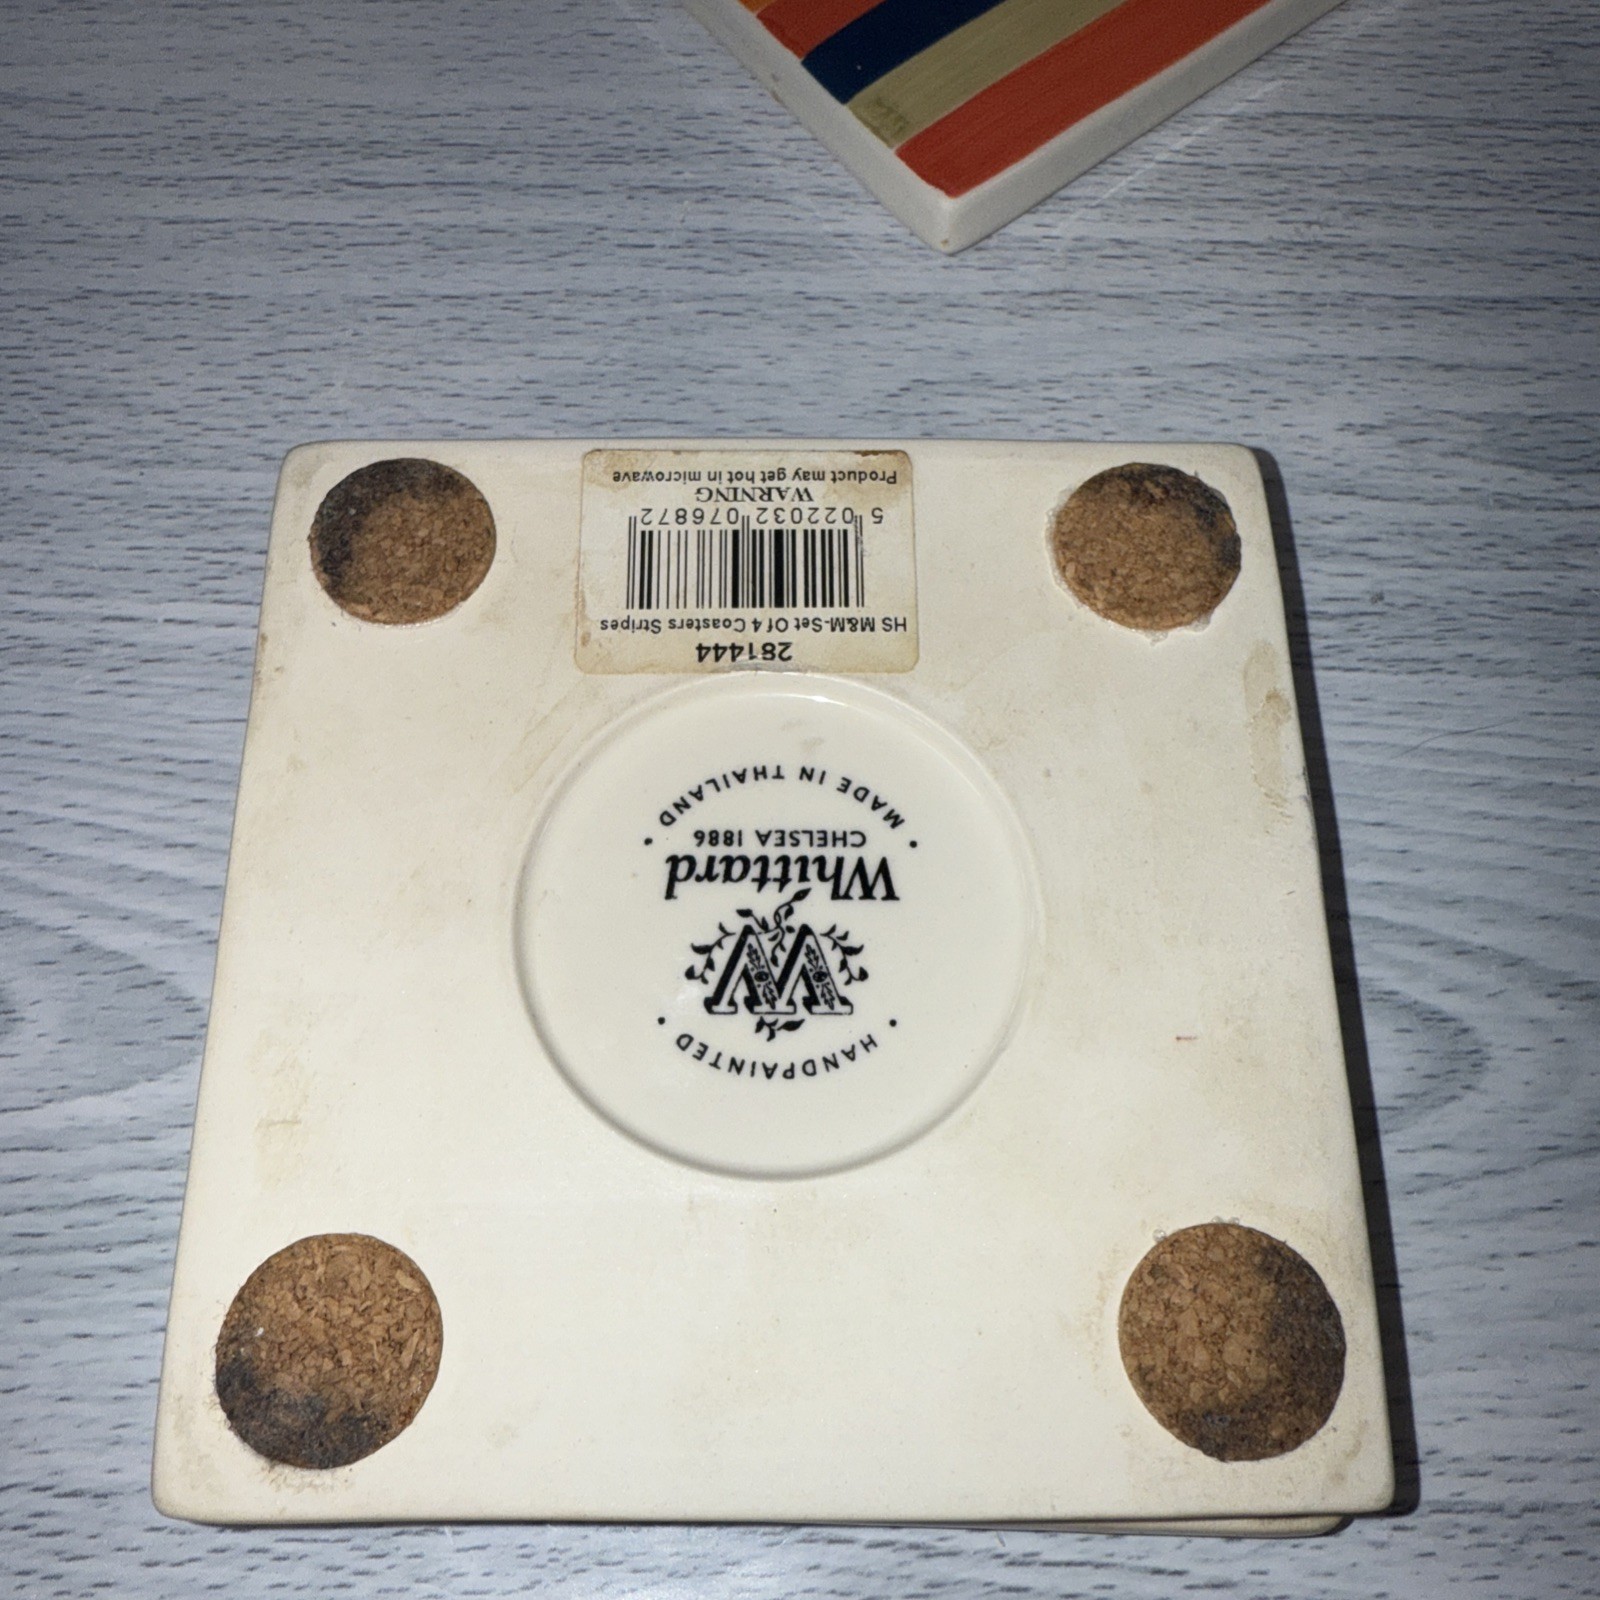 • HANDPAINTED •
W
Whittard
CHELSEA 1886
• MADE IN THAILAND •
281444
HS M&M-Set Of 4 Coasters Stripes
5 022032 076872
WARNING
Product may get hot in microwave